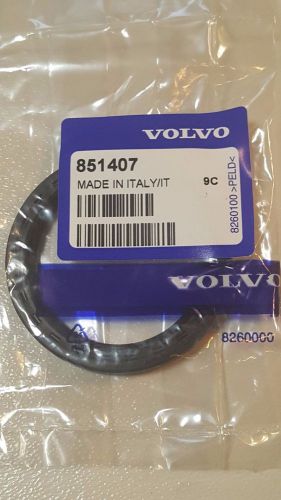 VOLVO
851407
MADE IN ITALY/IT 9C
8260100 >PELD<
VOLVO
8260000